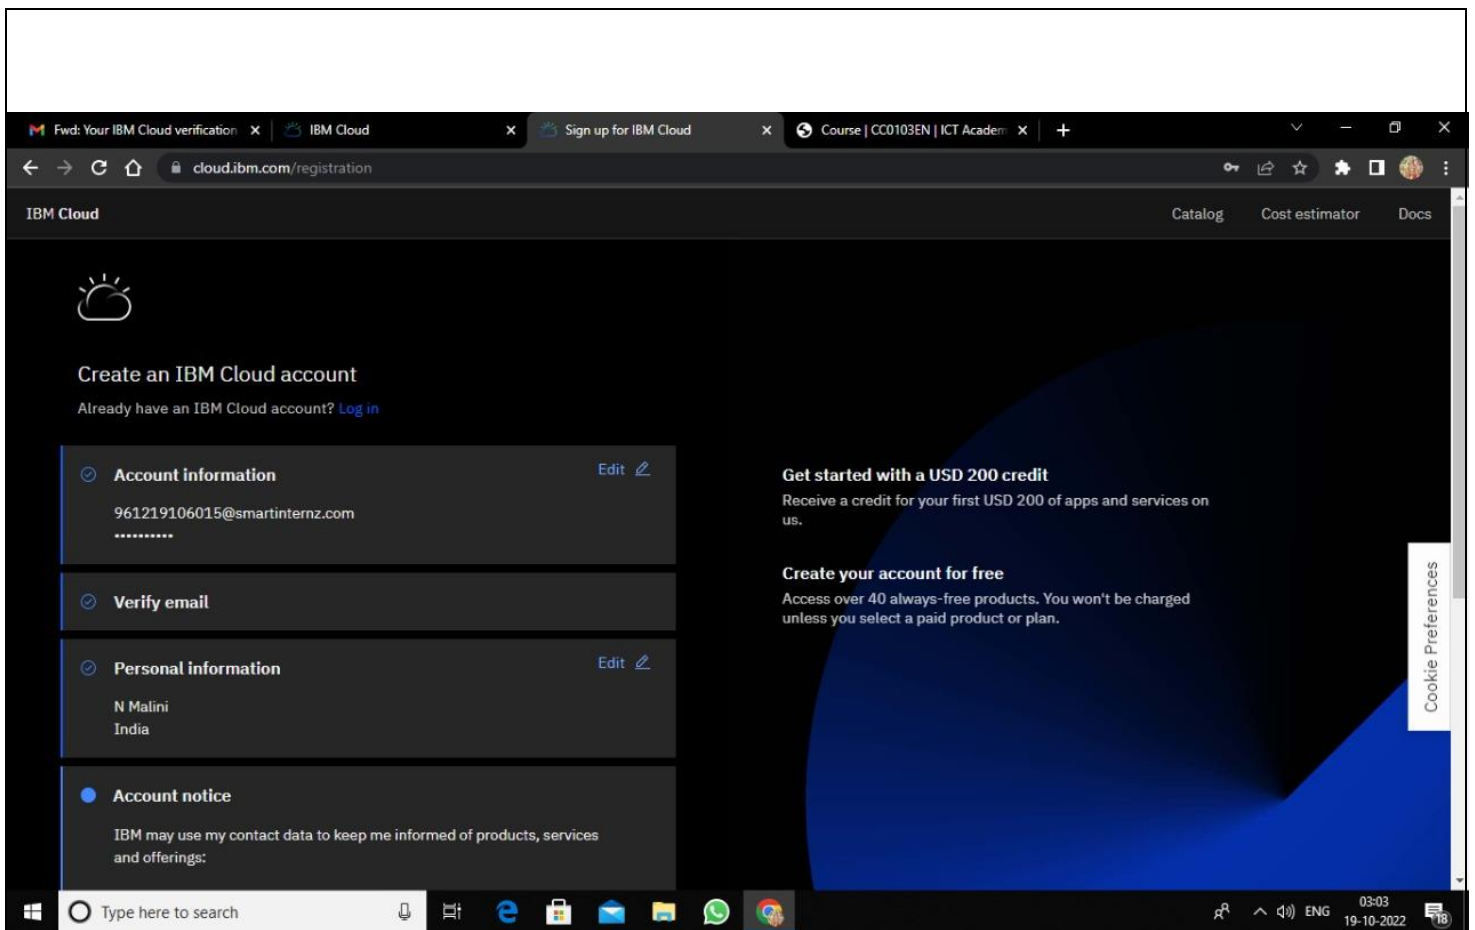 Fwd: Your IBM Cloud verification
IBM Cloud
Sign up for IBM Cloud
Course | CC0103EN | ICT Academ
cloud.ibm.com/registration
IBM Cloud
Catalog
Cost estimator
Docs
Create an IBM Cloud account
Already have an IBM Cloud account? Log in
Account information
Edit
961219106015@smartinternz.com
••••••••••
Verify email
Personal information
Edit
N Malini
India
Account notice
IBM may use my contact data to keep me informed of products, services
and offerings:
Get started with a USD 200 credit
Receive a credit for your first USD 200 of apps and services on
us.
Create your account for free
Access over 40 always-free products. You won't be charged
unless you select a paid product or plan.
Cookie Preferences
Type here to search
ENG
03:03
19-10-2022
18